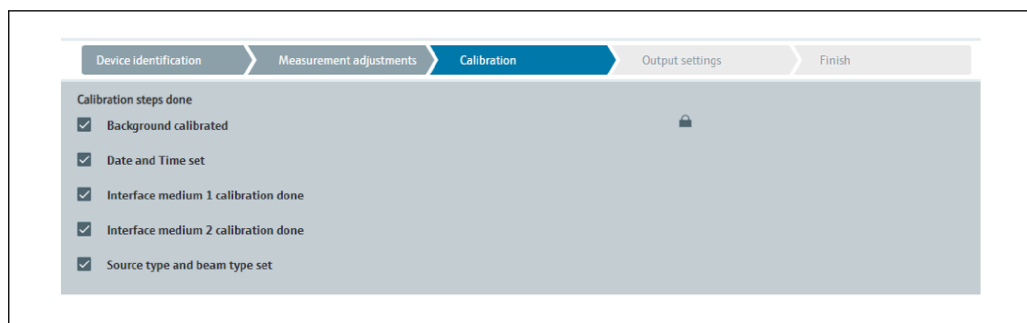 Device identification
Measurement adjustments
Calibration
Output settings
Finish
Calibration steps done
Background calibrated
Date and Time set
Interface medium 1 calibration done
Interface medium 2 calibration done
Source type and beam type set